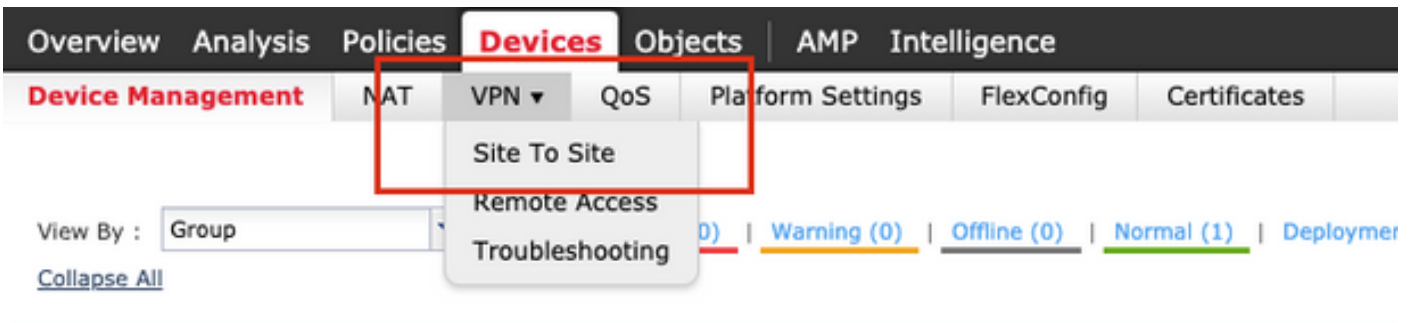 Overview Analysis Policies Devices Objects AMP Intelligence
Device Management NAT VPN ▾ QoS Platform Settings FlexConfig Certificates
Site To Site
Remote Access
View By : Group 0) | Warning (0) | Offline (0) | Normal (1) | Deploymen
Troubleshooting
Collapse All